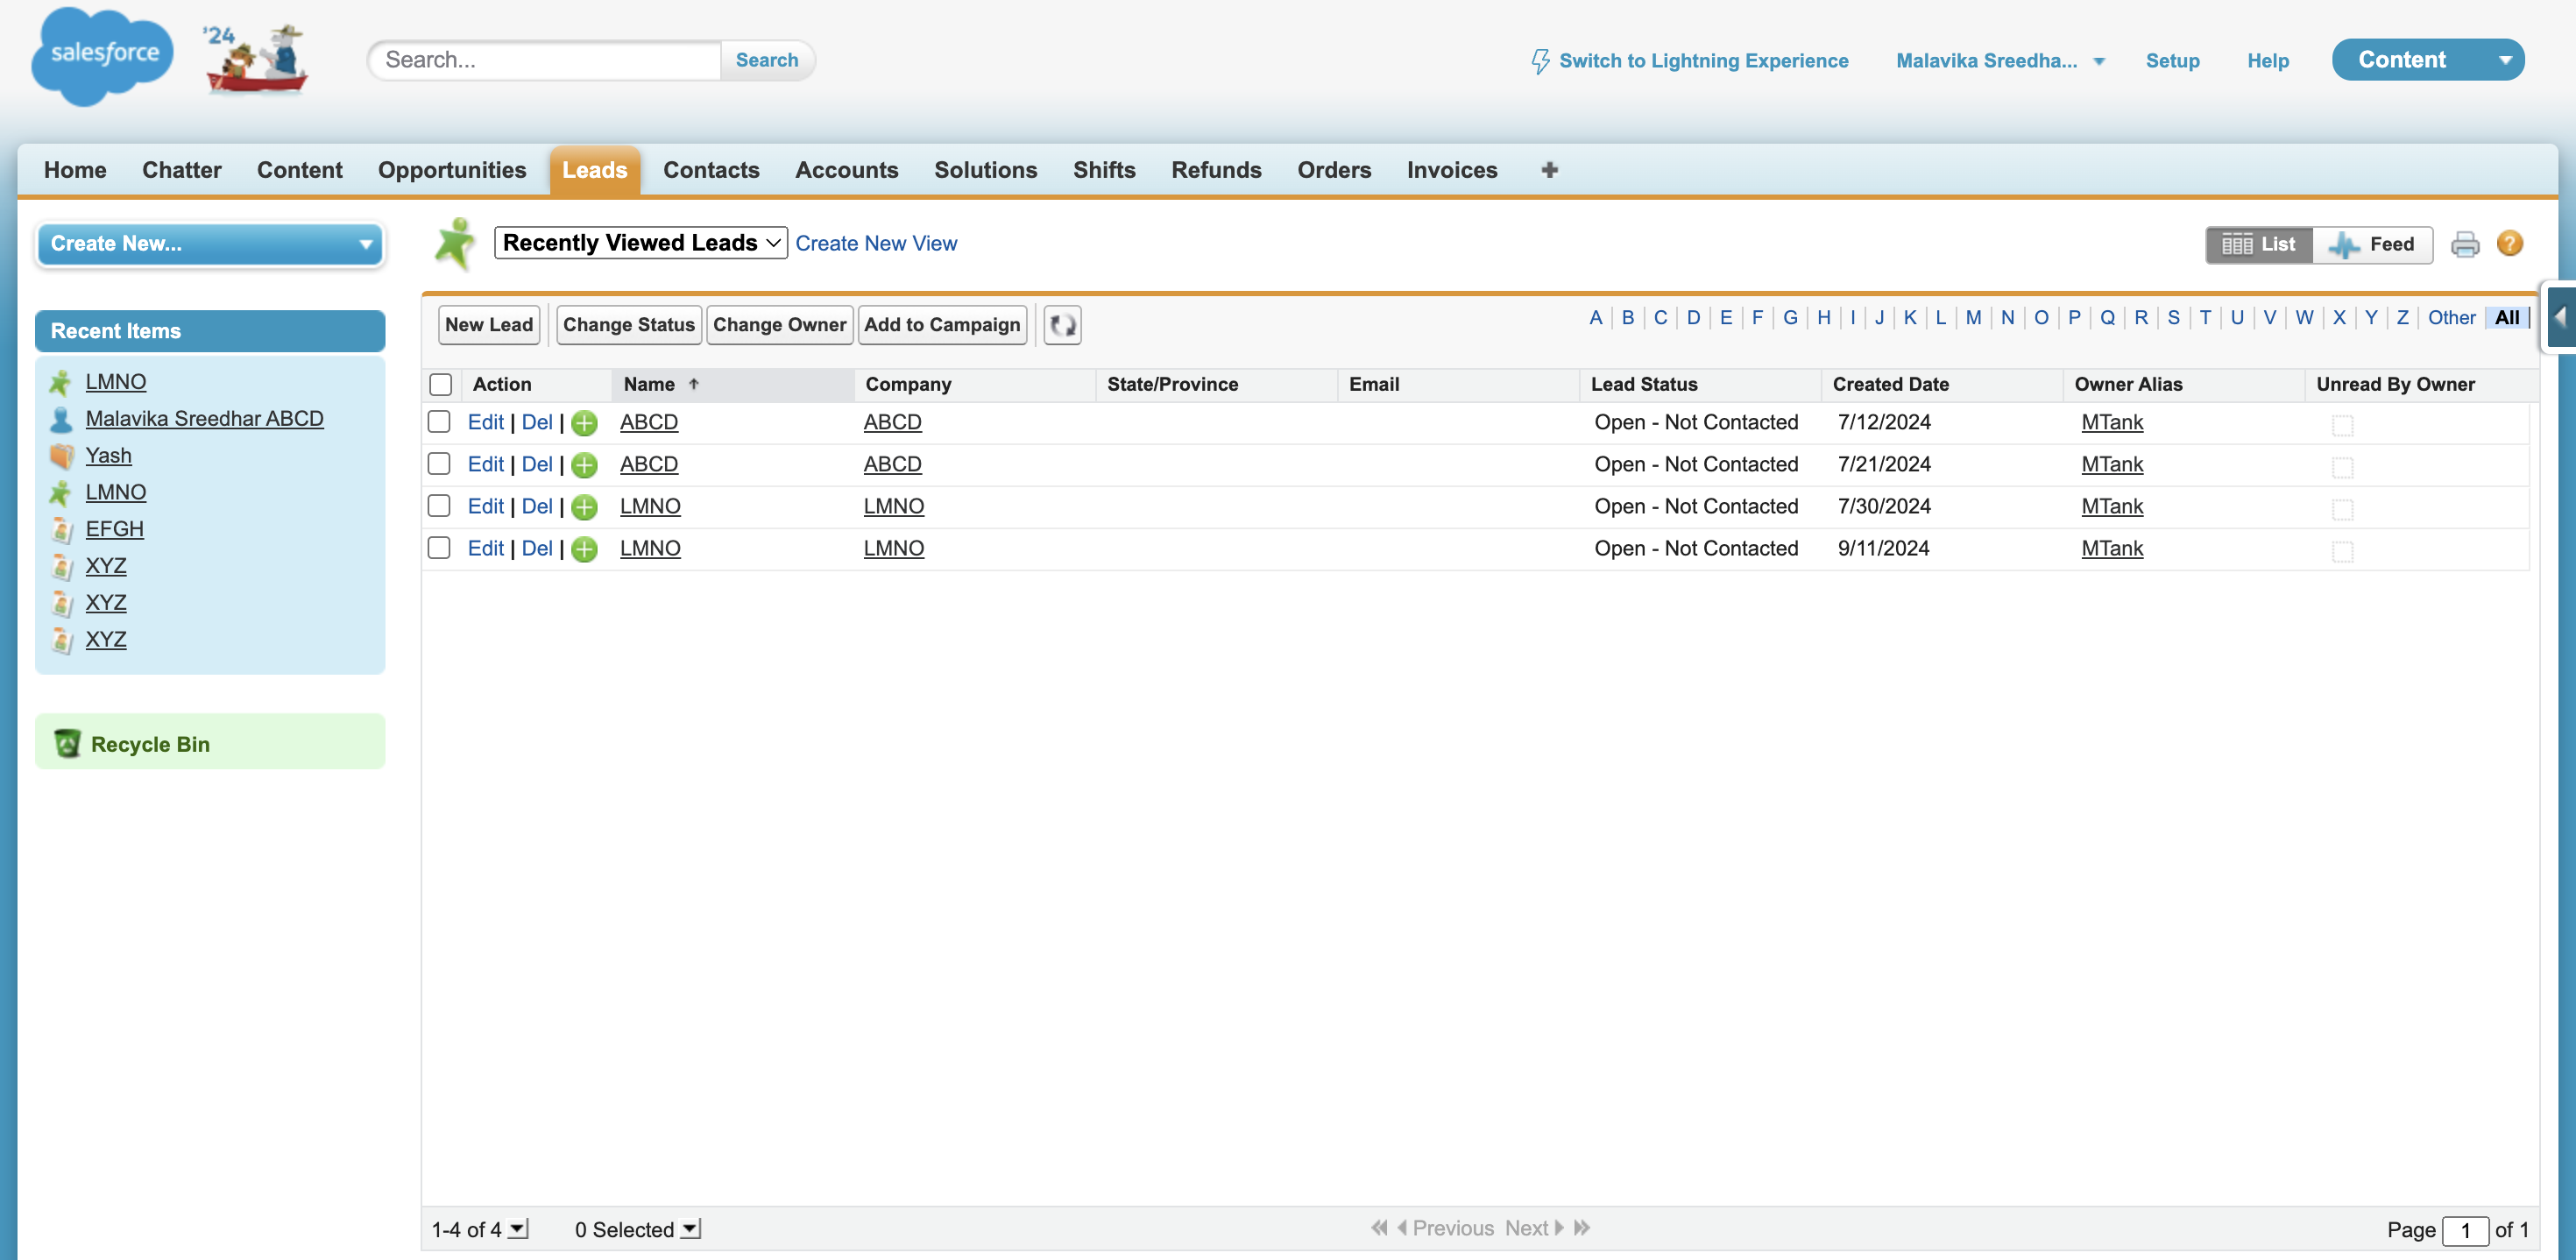 salesforce
'24
Search...
Search
Switch to Lightning Experience
Malavika Sreedha...
Setup
Help
Content
Home
Chatter
Content
Opportunities
Leads
Contacts
Accounts
Solutions
Shifts
Refunds
Orders
Invoices
Create New...
Recent Items
LMNO
Malavika Sreedhar ABCD
Yash
LMNO
EFGH
XYZ
XYZ
XYZ
Recycle Bin
Recently Viewed Leads
Create New View
List
Feed
?
New Lead
Change Status
Change Owner
Add to Campaign
A | B | C | D | E | F | G | H | I | J | K | L | M | N | O | P | Q | R | S | T | U | V | W | X | Y | Z | Other | All |
Action Name Company State/Province Email Lead Status Created Date Owner Alias Unread By Owner
Edit | Del | ABCD ABCD Open - Not Contacted 7/12/2024 MTank
Edit | Del | ABCD ABCD Open - Not Contacted 7/21/2024 MTank
Edit | Del | LMNO LMNO Open - Not Contacted 7/30/2024 MTank
Edit | Del | LMNO LMNO Open - Not Contacted 9/11/2024 MTank
1-4 of 4
0 Selected
Previous Next
Page 1 of 1